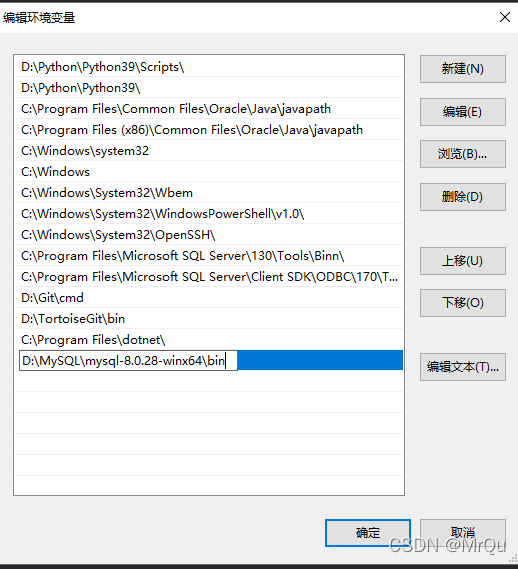 编辑环境变量
D:\Python\Python39\Scripts\
D:\Python\Python39\
C:\Program Files\Common Files\Oracle\Java\javapath
C:\Program Files (x86)\Common Files\Oracle\Java\javapath
C:\Windows\system32
C:\Windows
C:\Windows\System32\Wbem
C:\Windows\System32\WindowsPowerShell\v1.0\
C:\Windows\System32\OpenSSH\
C:\Program Files\Microsoft SQL Server\130\Tools\Binn\
C:\Program Files\Microsoft SQL Server\Client SDK\ODBC\170\T...
D:\Git\cmd
D:\TortoiseGit\bin
C:\Program Files\dotnet\
D:\MySQL\mysql-8.0.28-winx64\bin
新建(N)
编辑(E)
浏览(B)...
删除(D)
上移(U)
下移(O)
编辑文本(T)...
确定
取消
CSDN @MrQu